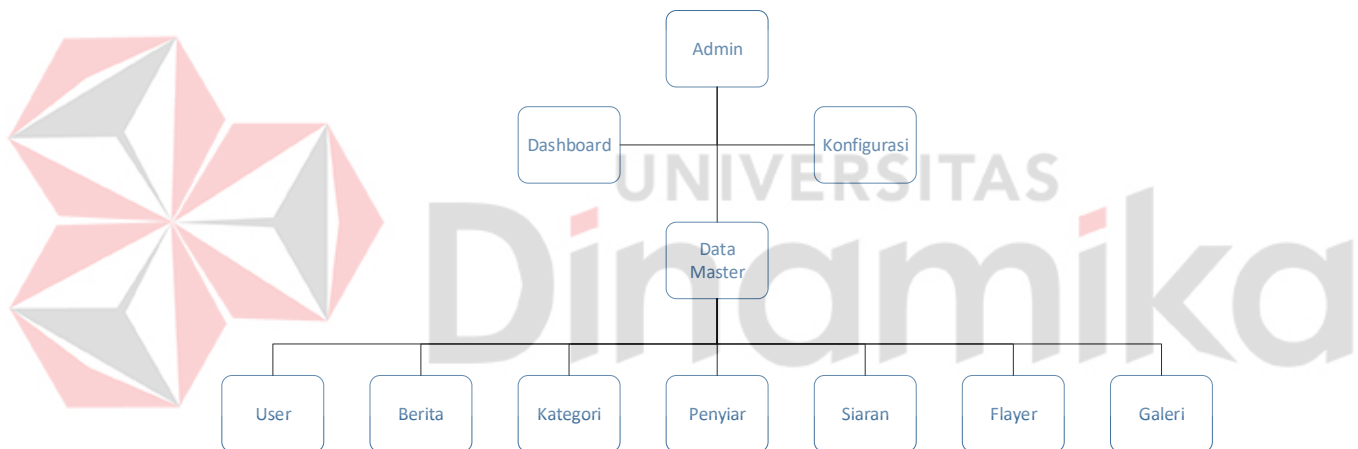 Admin
Dashboard
Konfigurasi
UNIVERSITAS
Dinamika
Data
Master
User
Berita
Kategori
Penyiar
Siaran
Flayer
Galeri